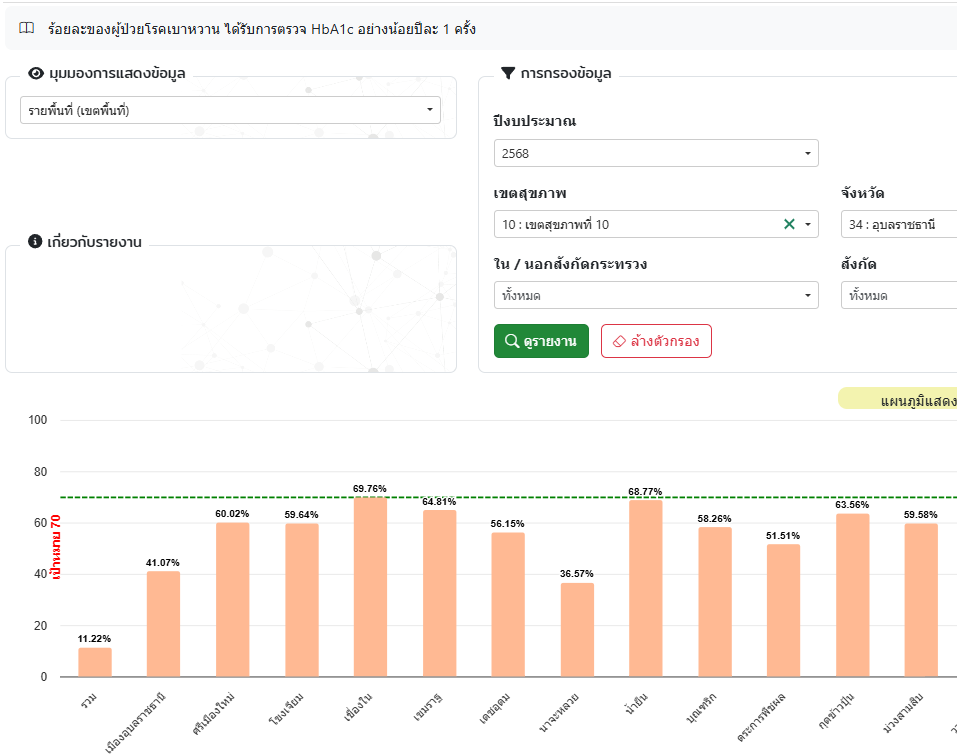 ร้อยละของผู้ป่วยโรคเบาหวาน ได้รับการตรวจ HbA1c อย่างน้อยปีละ 1 ครั้ง
มุมมองการแสดงข้อมูล
รายพื้นที่ (เขตพื้นที่)
เกี่ยวกับรายงาน
การกรองข้อมูล
ปีงบประมาณ
2568
เขตสุขภาพ
จังหวัด
10 : เขตสุขภาพที่ 10
34 : อุบลราชธานี
ใน / นอกสังกัดกระทรวง
สังกัด
ทั้งหมด
ทั้งหมด
ดูรายงาน
ล้างตัวกรอง
แผนภูมิแสดง
100
80
60
40
20
0
เป้าหมาย 70
11.22%
41.07%
60.02%
59.64%
69.76%
64.81%
56.15%
36.57%
68.77%
58.26%
51.51%
63.56%
59.58%
รวม
เมืองอุบลราชธานี
ศรีเมืองใหม่
โขงเจียม
เขื่องใน
เขมราฐ
เดชอุดม
นาจะหลวย
น้ำยืน
บุณฑริก
ตระการพืชผล
กุดข้าวปุ้น
ม่วงสามสิบ